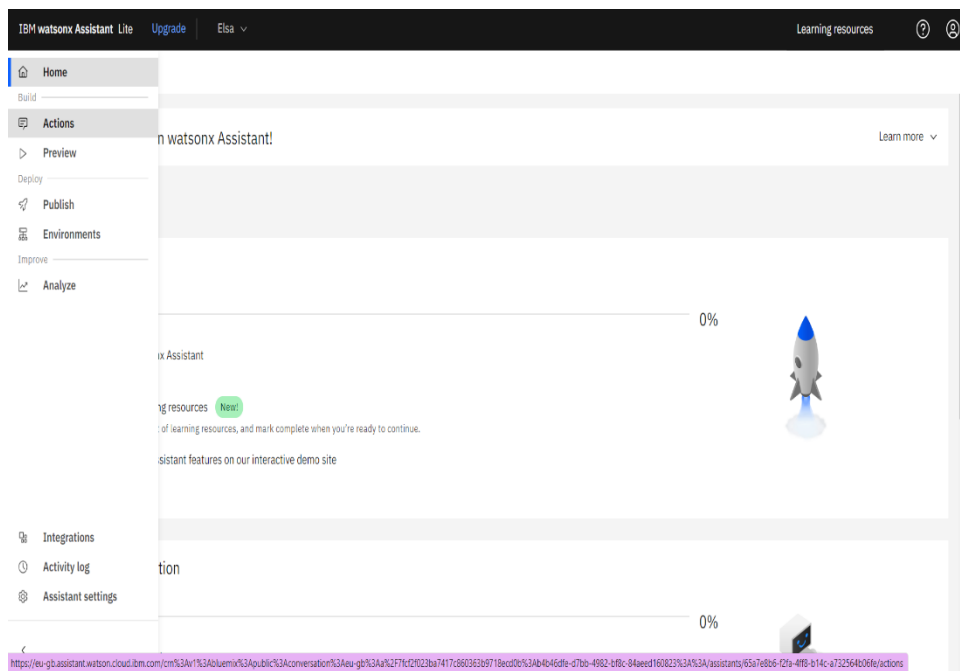 IBM watsonx Assistant Lite Upgrade Elsa Learning resources
Home
Build
Actions
n watsonx Assistant! Learn more
Preview
Deploy
Publish
Environments
Improve
Analyze
0%
x Assistant
ng resources New!
of learning resources, and mark complete when you're ready to continue.
ssistant features on our interactive demo site
Integrations
Activity log
tion
Assistant settings
0%
https://eu-gb.assistant.watson.cloud.ibm.com/crn%3Av1%3Abluemix%3Apublic%3Aconversation%3Aeu-gb%3Aa%2F7fcf2f023ba7417c860363b9718ecd0b%3Ab4b46dfe-d7bb-4982-bf8c-84aeed160823%3A%3A/assistants/65a7e8b6-f2fa-4ff8-b14c-a732564b06fe/actions